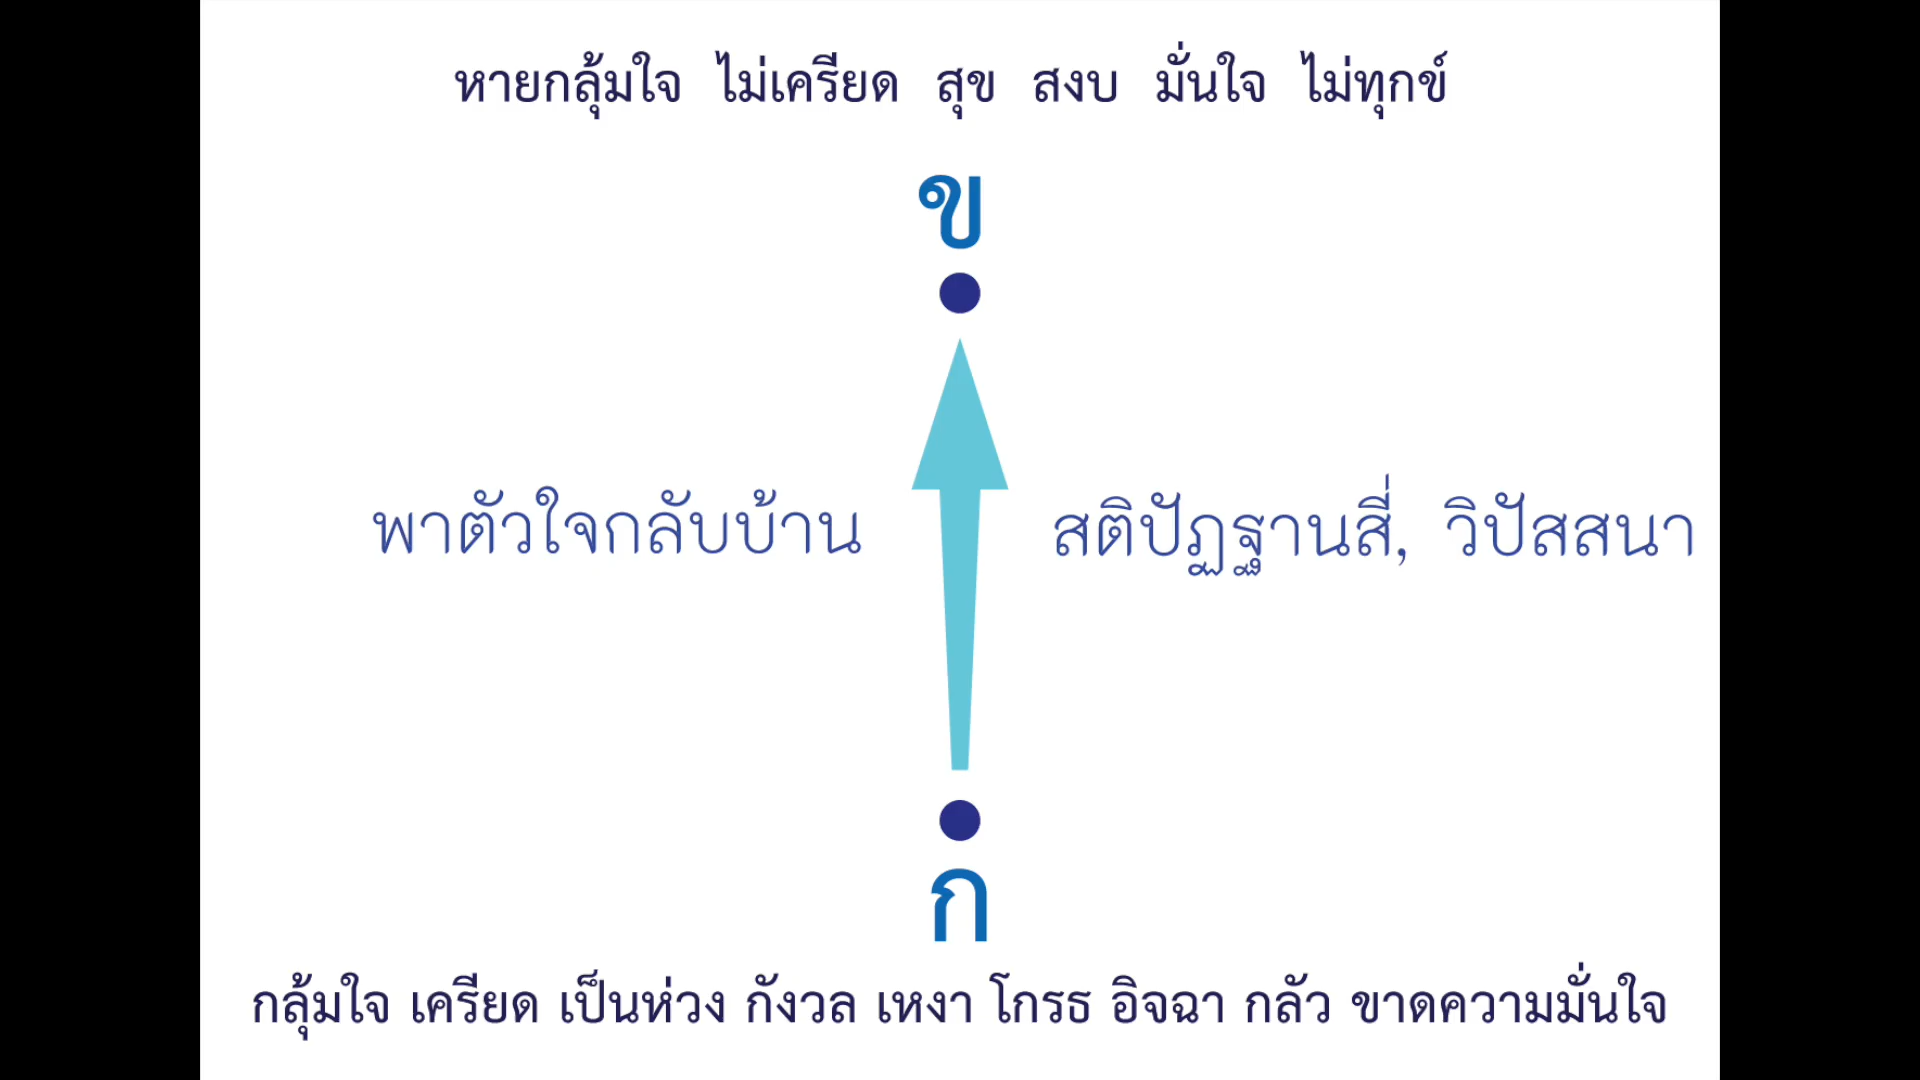 หายกลุ้มใจ ไม่เครียด สุข สงบ มั่นใจ ไม่ทุกข์
ข
พาตัวใจกลับบ้าน สติปัฏฐานสี่, วิปัสสนา
ก
กลุ้มใจ เครียด เป็นห่วง กังวล เหงา โกรธ อิจฉา กลัว ขาดความมั่นใจ